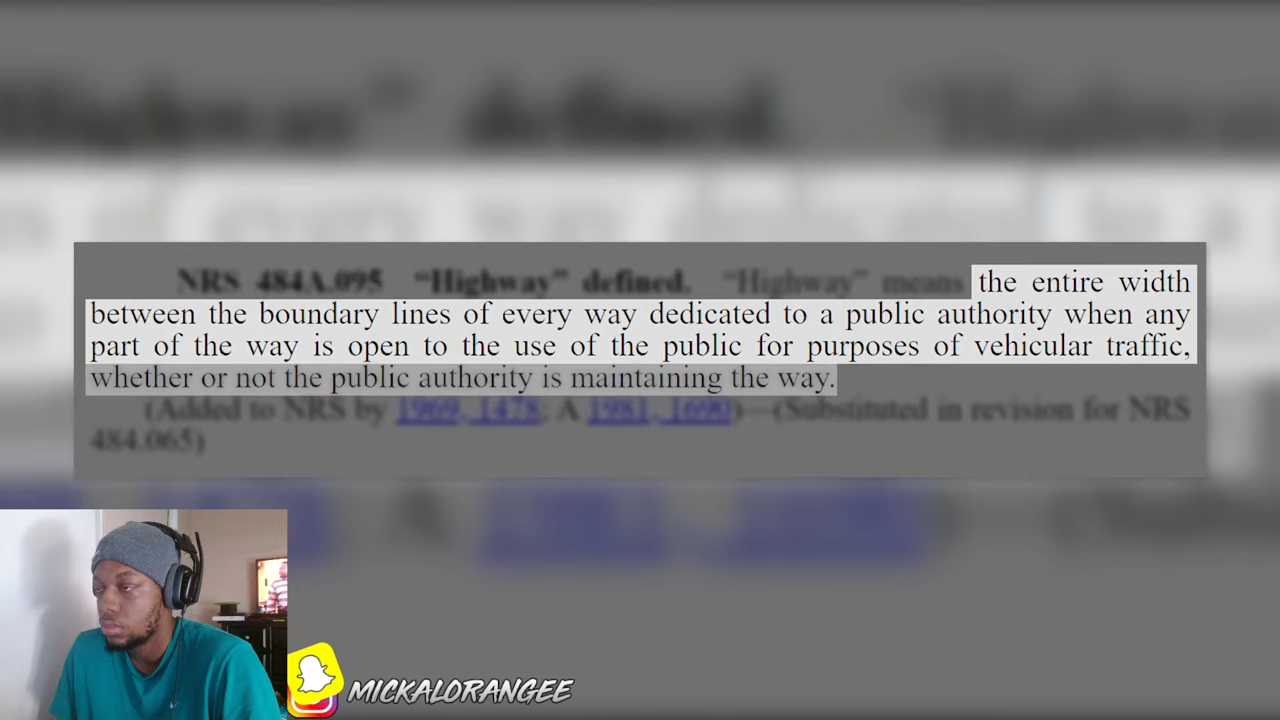 Highway” defined. “Highway
NRS 484A.095 “Highway” defined. “Highway” means the entire width
between the boundary lines of every way dedicated to a public authority when any
part of the way is open to the use of the public for purposes of vehicular traffic,
whether or not the public authority is maintaining the way.
(Added to NRS by 1969, 1478; A 1981, 1690)—(Substituted in revision for NRS
484.065)
MICKALORANGEE